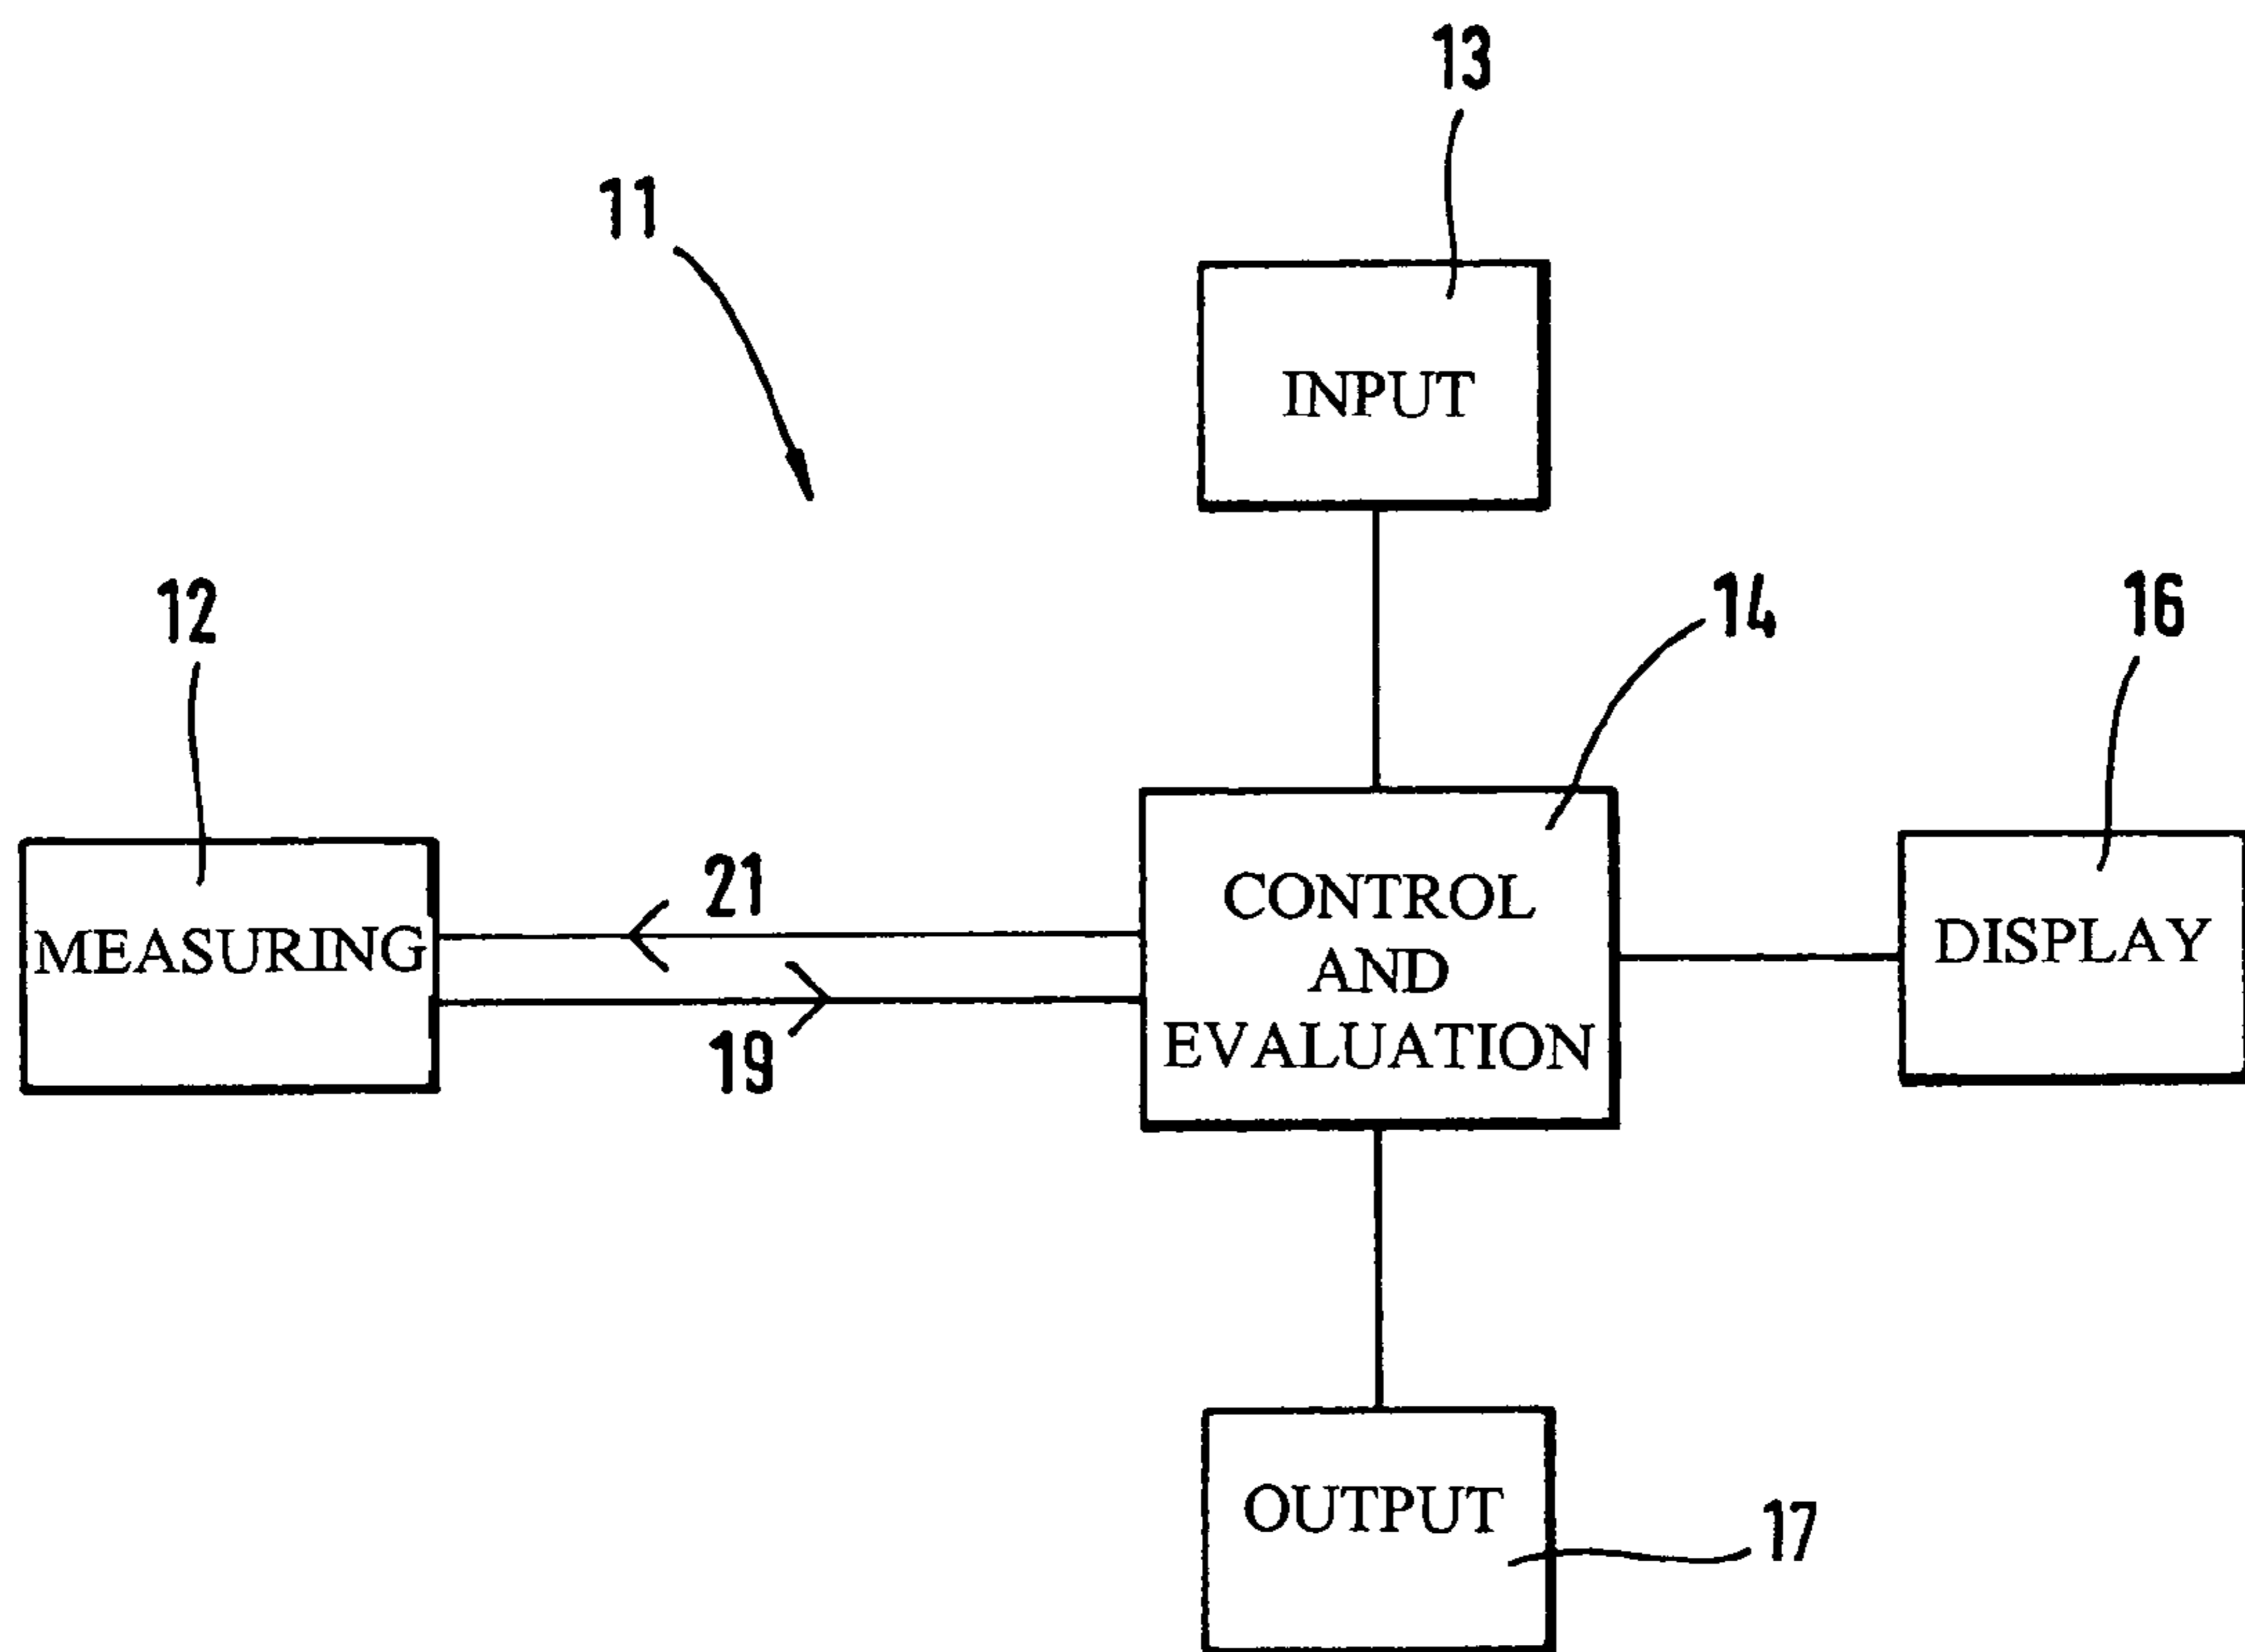 13
11
INPUT
12
14
16
21
MEASURING
19
CONTROL
AND
EVALUATION
DISPLAY
OUTPUT
17